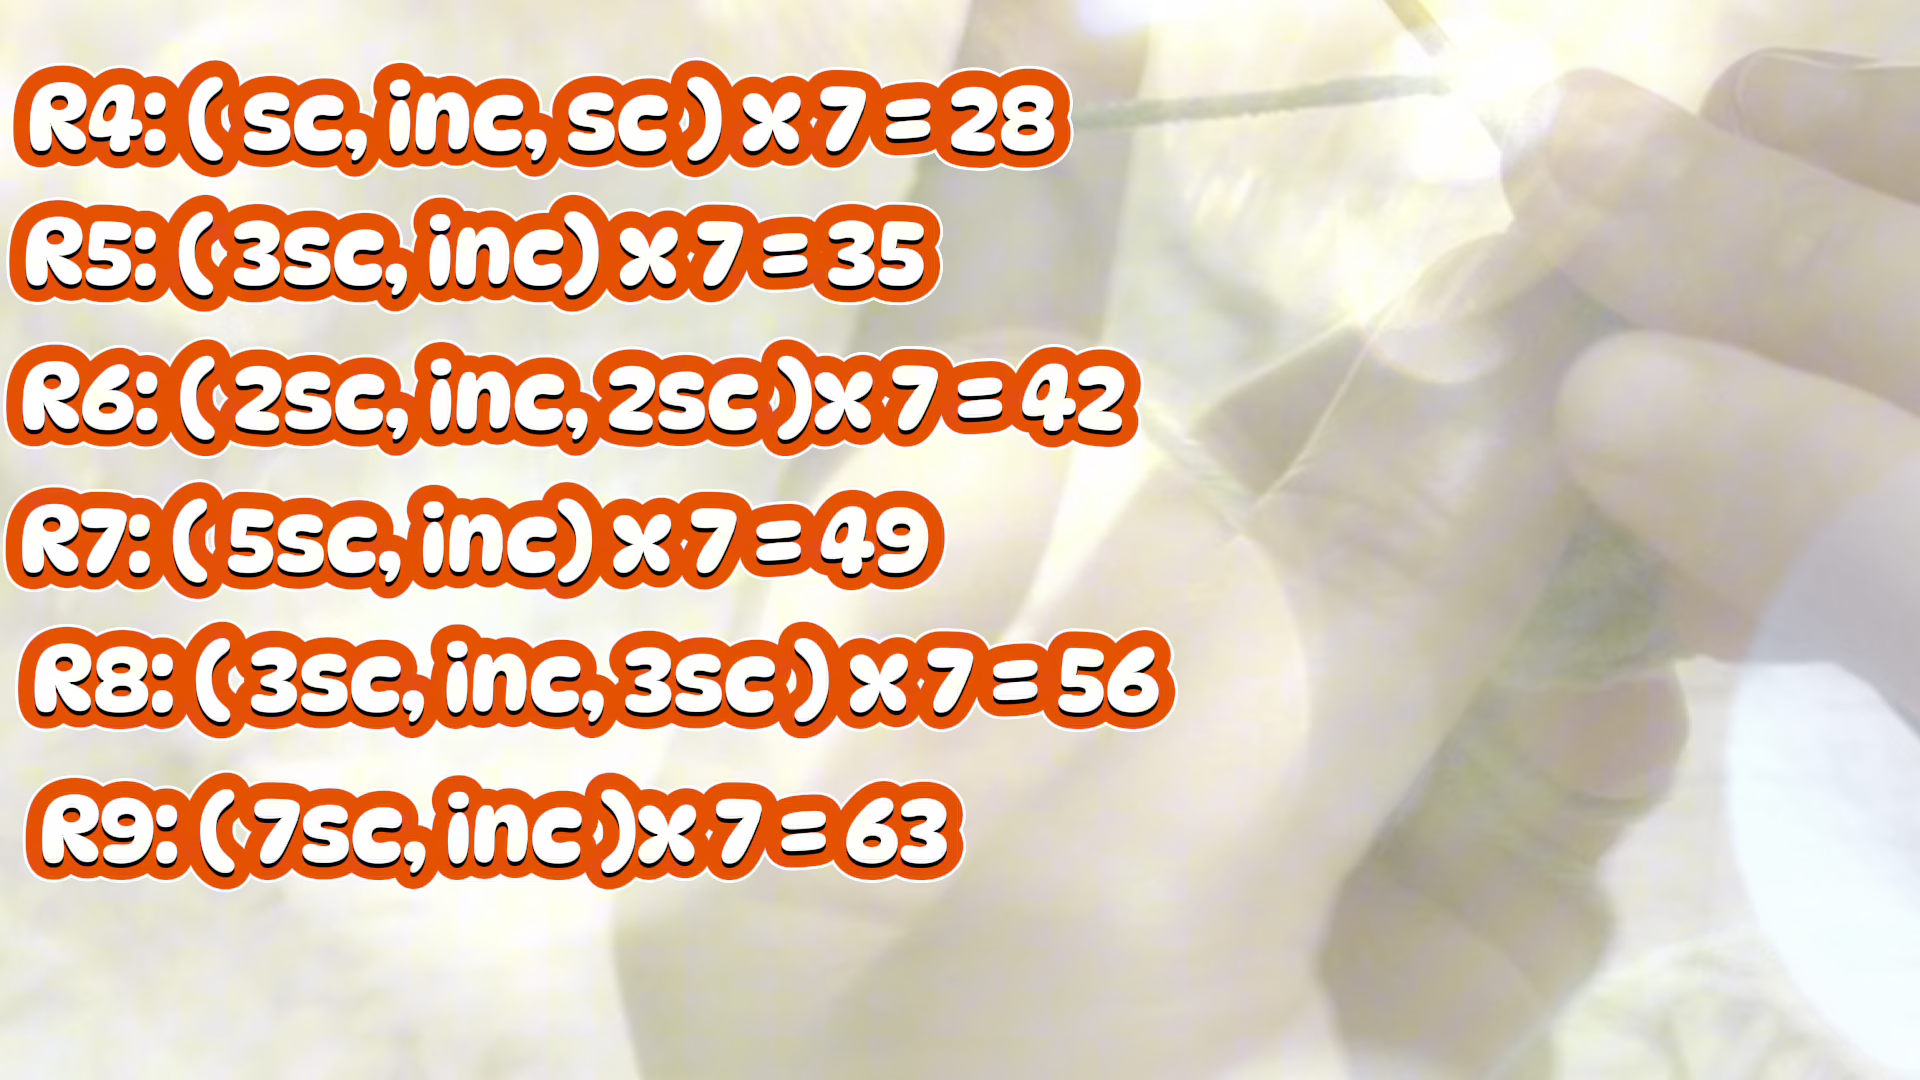 R4: ( sc, inc, sc ) x 7 = 28
R5: ( 3sc, inc) x 7 = 35
R6: ( 2sc, inc, 2sc )x 7 = 42
R7: ( 5sc, inc) x 7 = 49
R8: ( 3sc, inc, 3sc ) x 7 = 56
R9: ( 7sc, inc )x 7 = 63